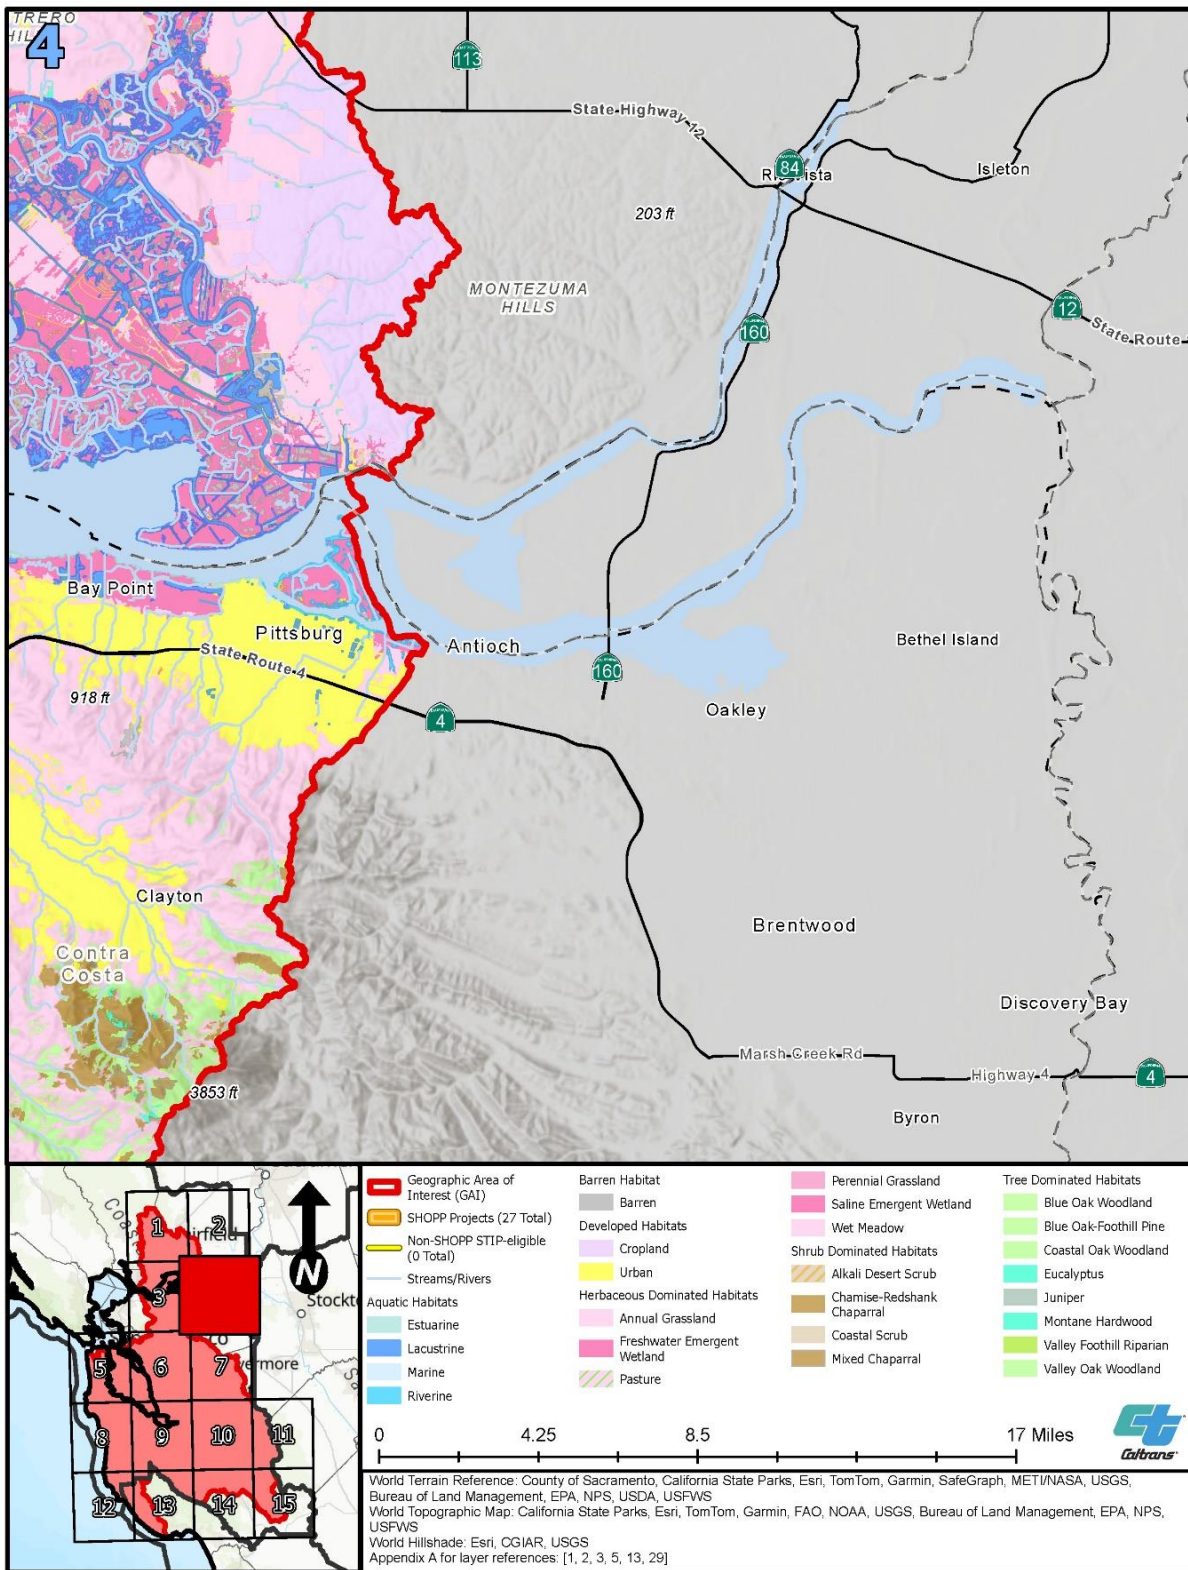 TRERO
HIL
4
113
State Highway 12
84
Rio Vista
Isleton
203 ft
MONTEZUMA
HILLS
160
12
State Route
Bay Point
Pittsburg
State Route 4
Antioch
160
Bethel Island
918 ft
4
Oakley
Clayton
Brentwood
Contra
Costa
Discovery Bay
3853 ft
Marsh Creek Rd
Highway 4
4
Byron
1
2
irfield
3
Stockt
co
5
6
7
vermore
8
9
10
11
12
13
14
15
N
Geographic Area of
Interest (GAI)
SHOPP Projects (27 Total)
Non-SHOPP STIP-eligible
(0 Total)
Streams/Rivers
Aquatic Habitats
Estuarine
Lacustrine
Marine
Riverine
Barren Habitat
Barren
Developed Habitats
Cropland
Urban
Herbaceous Dominated Habitats
Annual Grassland
Freshwater Emergent
Wetland
Pasture
Perennial Grassland
Saline Emergent Wetland
Wet Meadow
Shrub Dominated Habitats
Alkali Desert Scrub
Chamise-Redshank
Chaparral
Coastal Scrub
Mixed Chaparral
Tree Dominated Habitats
Blue Oak Woodland
Blue Oak-Foothill Pine
Coastal Oak Woodland
Eucalyptus
Juniper
Montane Hardwood
Valley Foothill Riparian
Valley Oak Woodland
0 4.25 8.5 17 Miles
Caltrans
World Terrain Reference: County of Sacramento, California State Parks, Esri, TomTom, Garmin, SafeGraph, METI/NASA, USGS,
Bureau of Land Management, EPA, NPS, USDA, USFWS
World Topographic Map: California State Parks, Esri, TomTom, Garmin, FAO, NOAA, USGS, Bureau of Land Management, EPA, NPS,
USFWS
World Hillshade: Esri, CGIAR, USGS
Appendix A for layer references: [1, 2, 3, 5, 13, 29]